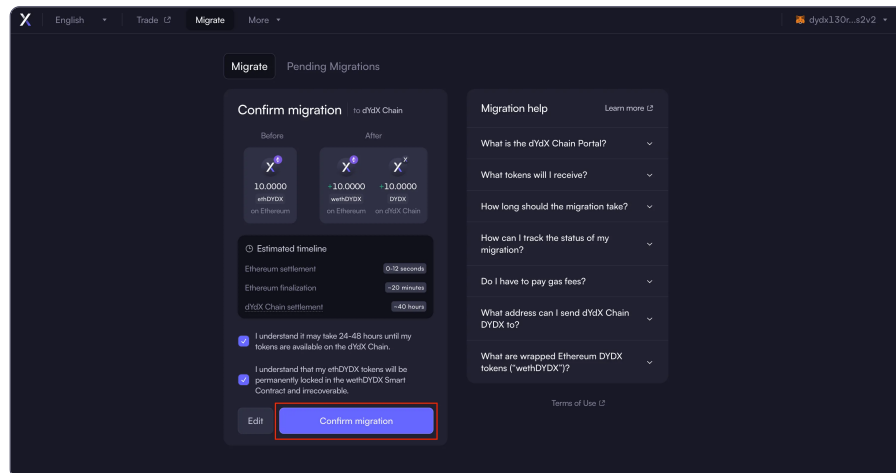 English
Trade
Migrate
More
dydx130r...s2v2
Migrate
Pending Migrations
Confirm migration
to dYdX Chain
Before
After
10.0000
ethDYDX
on Ethereum
+10.0000
wethDYDX
on Ethereum
+10.0000
DYDX
on dYdX Chain
Estimated timeline
Ethereum settlement
0-12 seconds
Ethereum finalization
~20 minutes
dYdX Chain settlement
~40 hours
I understand it may take 24-48 hours until my
tokens are available on the dYdX Chain.
I understand that my ethDYDX tokens will be
permanently locked in the wethDYDX Smart
Contract and irrecoverable.
Edit
Confirm migration
Migration help
Learn more
What is the dYdX Chain Portal?
What tokens will I receive?
How long should the migration take?
How can I track the status of my
migration?
Do I have to pay gas fees?
What address can I send dYdX Chain
DYDX to?
What are wrapped Ethereum DYDX
tokens ("wethDYDX")?
Terms of Use